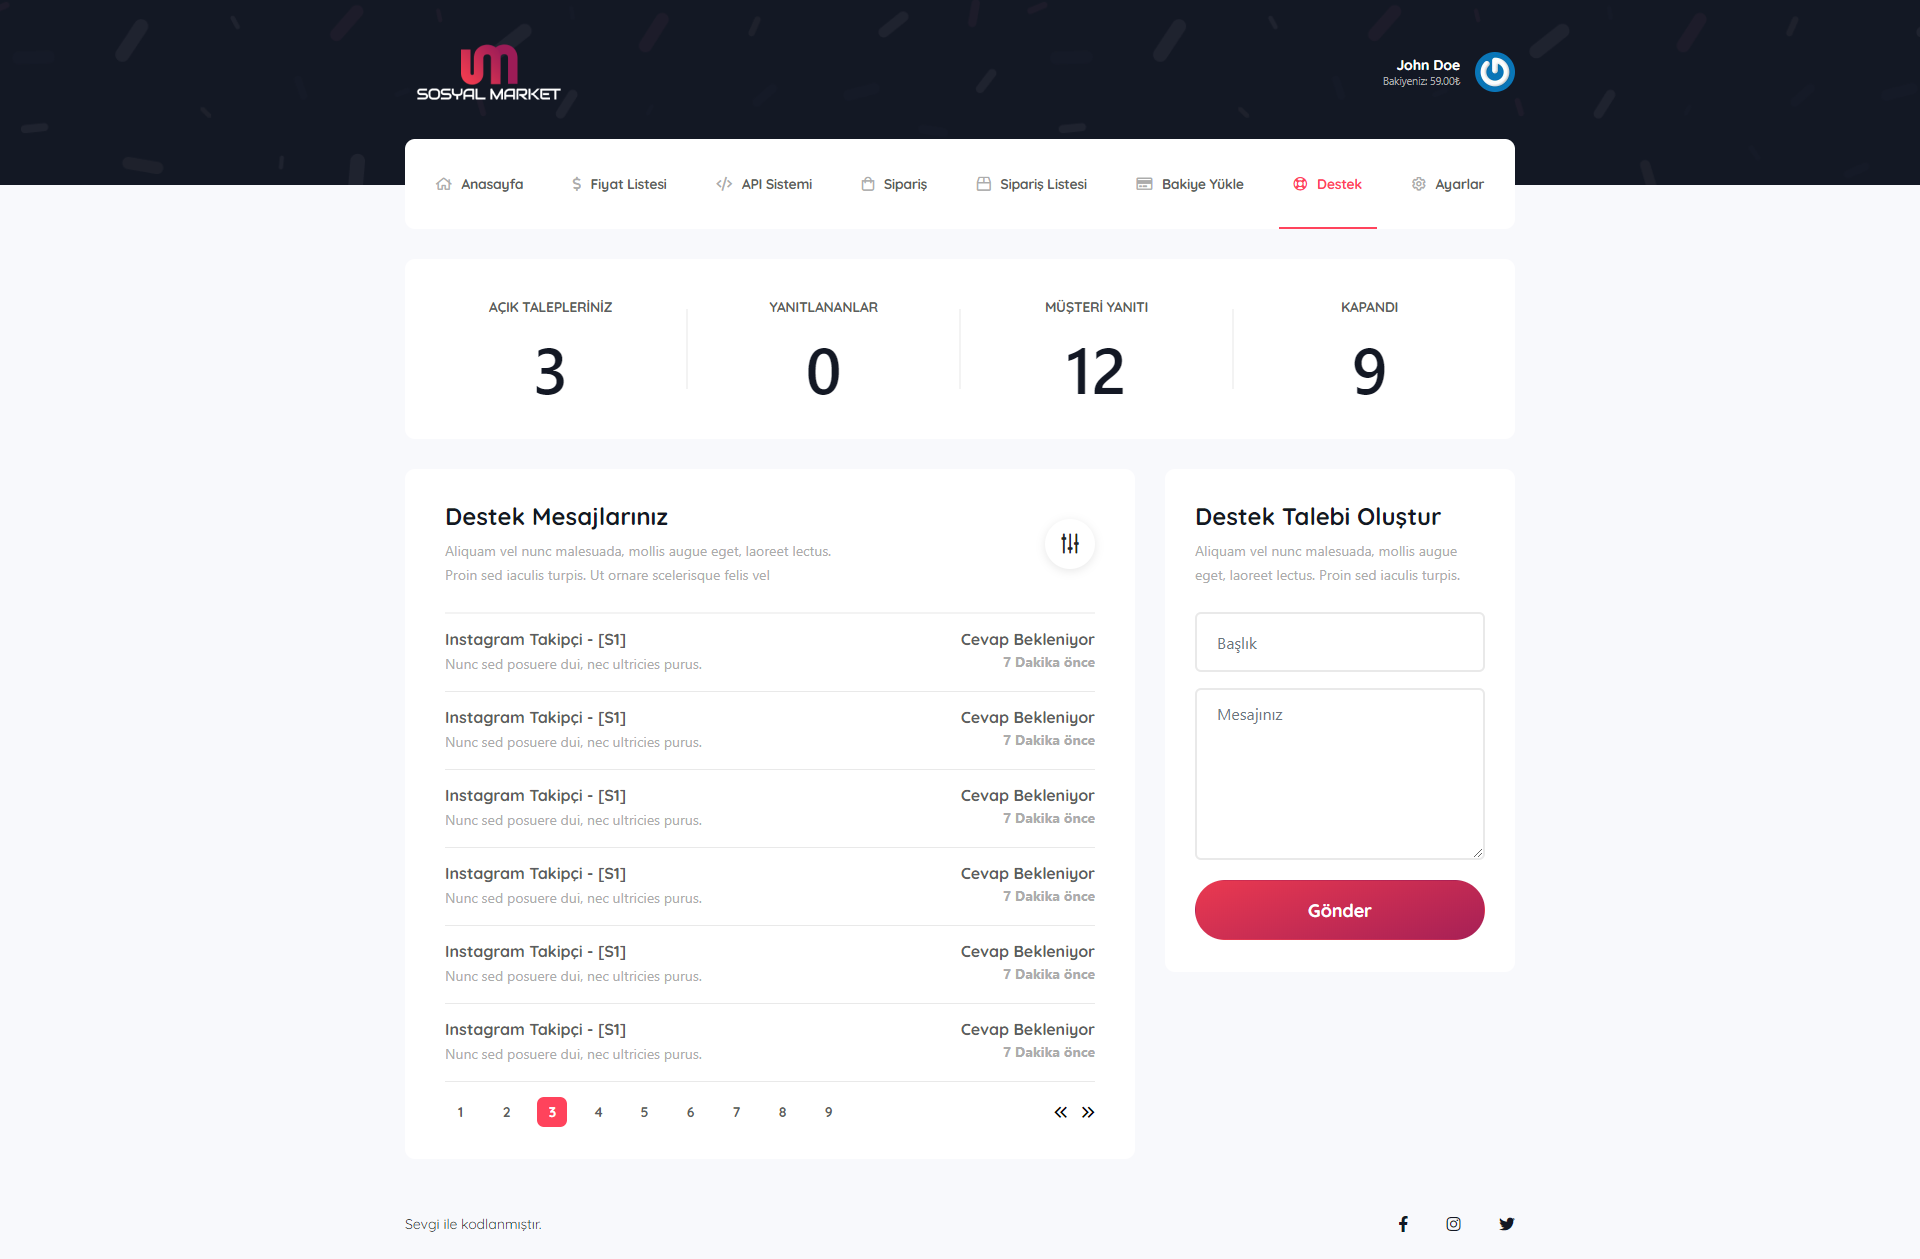 SOSYAL MARKET
John Doe
Bakiyeniz: 59.00₺
Anasayfa
Fiyat Listesi
API Sistemi
Sipariş
Sipariş Listesi
Bakiye Yükle
Destek
Ayarlar
AÇIK TALEPLERİNİZ
3
YANITLANANLAR
0
MÜŞTERİ YANITI
12
KAPANDI
9
Destek Mesajlarınız
Aliquam vel nunc malesuada, mollis augue eget, laoreet lectus.
Proin sed iaculis turpis. Ut ornare scelerisque felis vel
Instagram Takipçi - [S1]
Nunc sed posuere dui, nec ultricies purus.
Cevap Bekleniyor
7 Dakika önce
Instagram Takipçi - [S1]
Nunc sed posuere dui, nec ultricies purus.
Cevap Bekleniyor
7 Dakika önce
Instagram Takipçi - [S1]
Nunc sed posuere dui, nec ultricies purus.
Cevap Bekleniyor
7 Dakika önce
Instagram Takipçi - [S1]
Nunc sed posuere dui, nec ultricies purus.
Cevap Bekleniyor
7 Dakika önce
Instagram Takipçi - [S1]
Nunc sed posuere dui, nec ultricies purus.
Cevap Bekleniyor
7 Dakika önce
Instagram Takipçi - [S1]
Nunc sed posuere dui, nec ultricies purus.
Cevap Bekleniyor
7 Dakika önce
1 2 3 4 5 6 7 8 9
Destek Talebi Oluştur
Aliquam vel nunc malesuada, mollis augue
eget, laoreet lectus. Proin sed iaculis turpis.
Başlık
Mesajınız
Gönder
Sevgi ile kodlanmıştır.